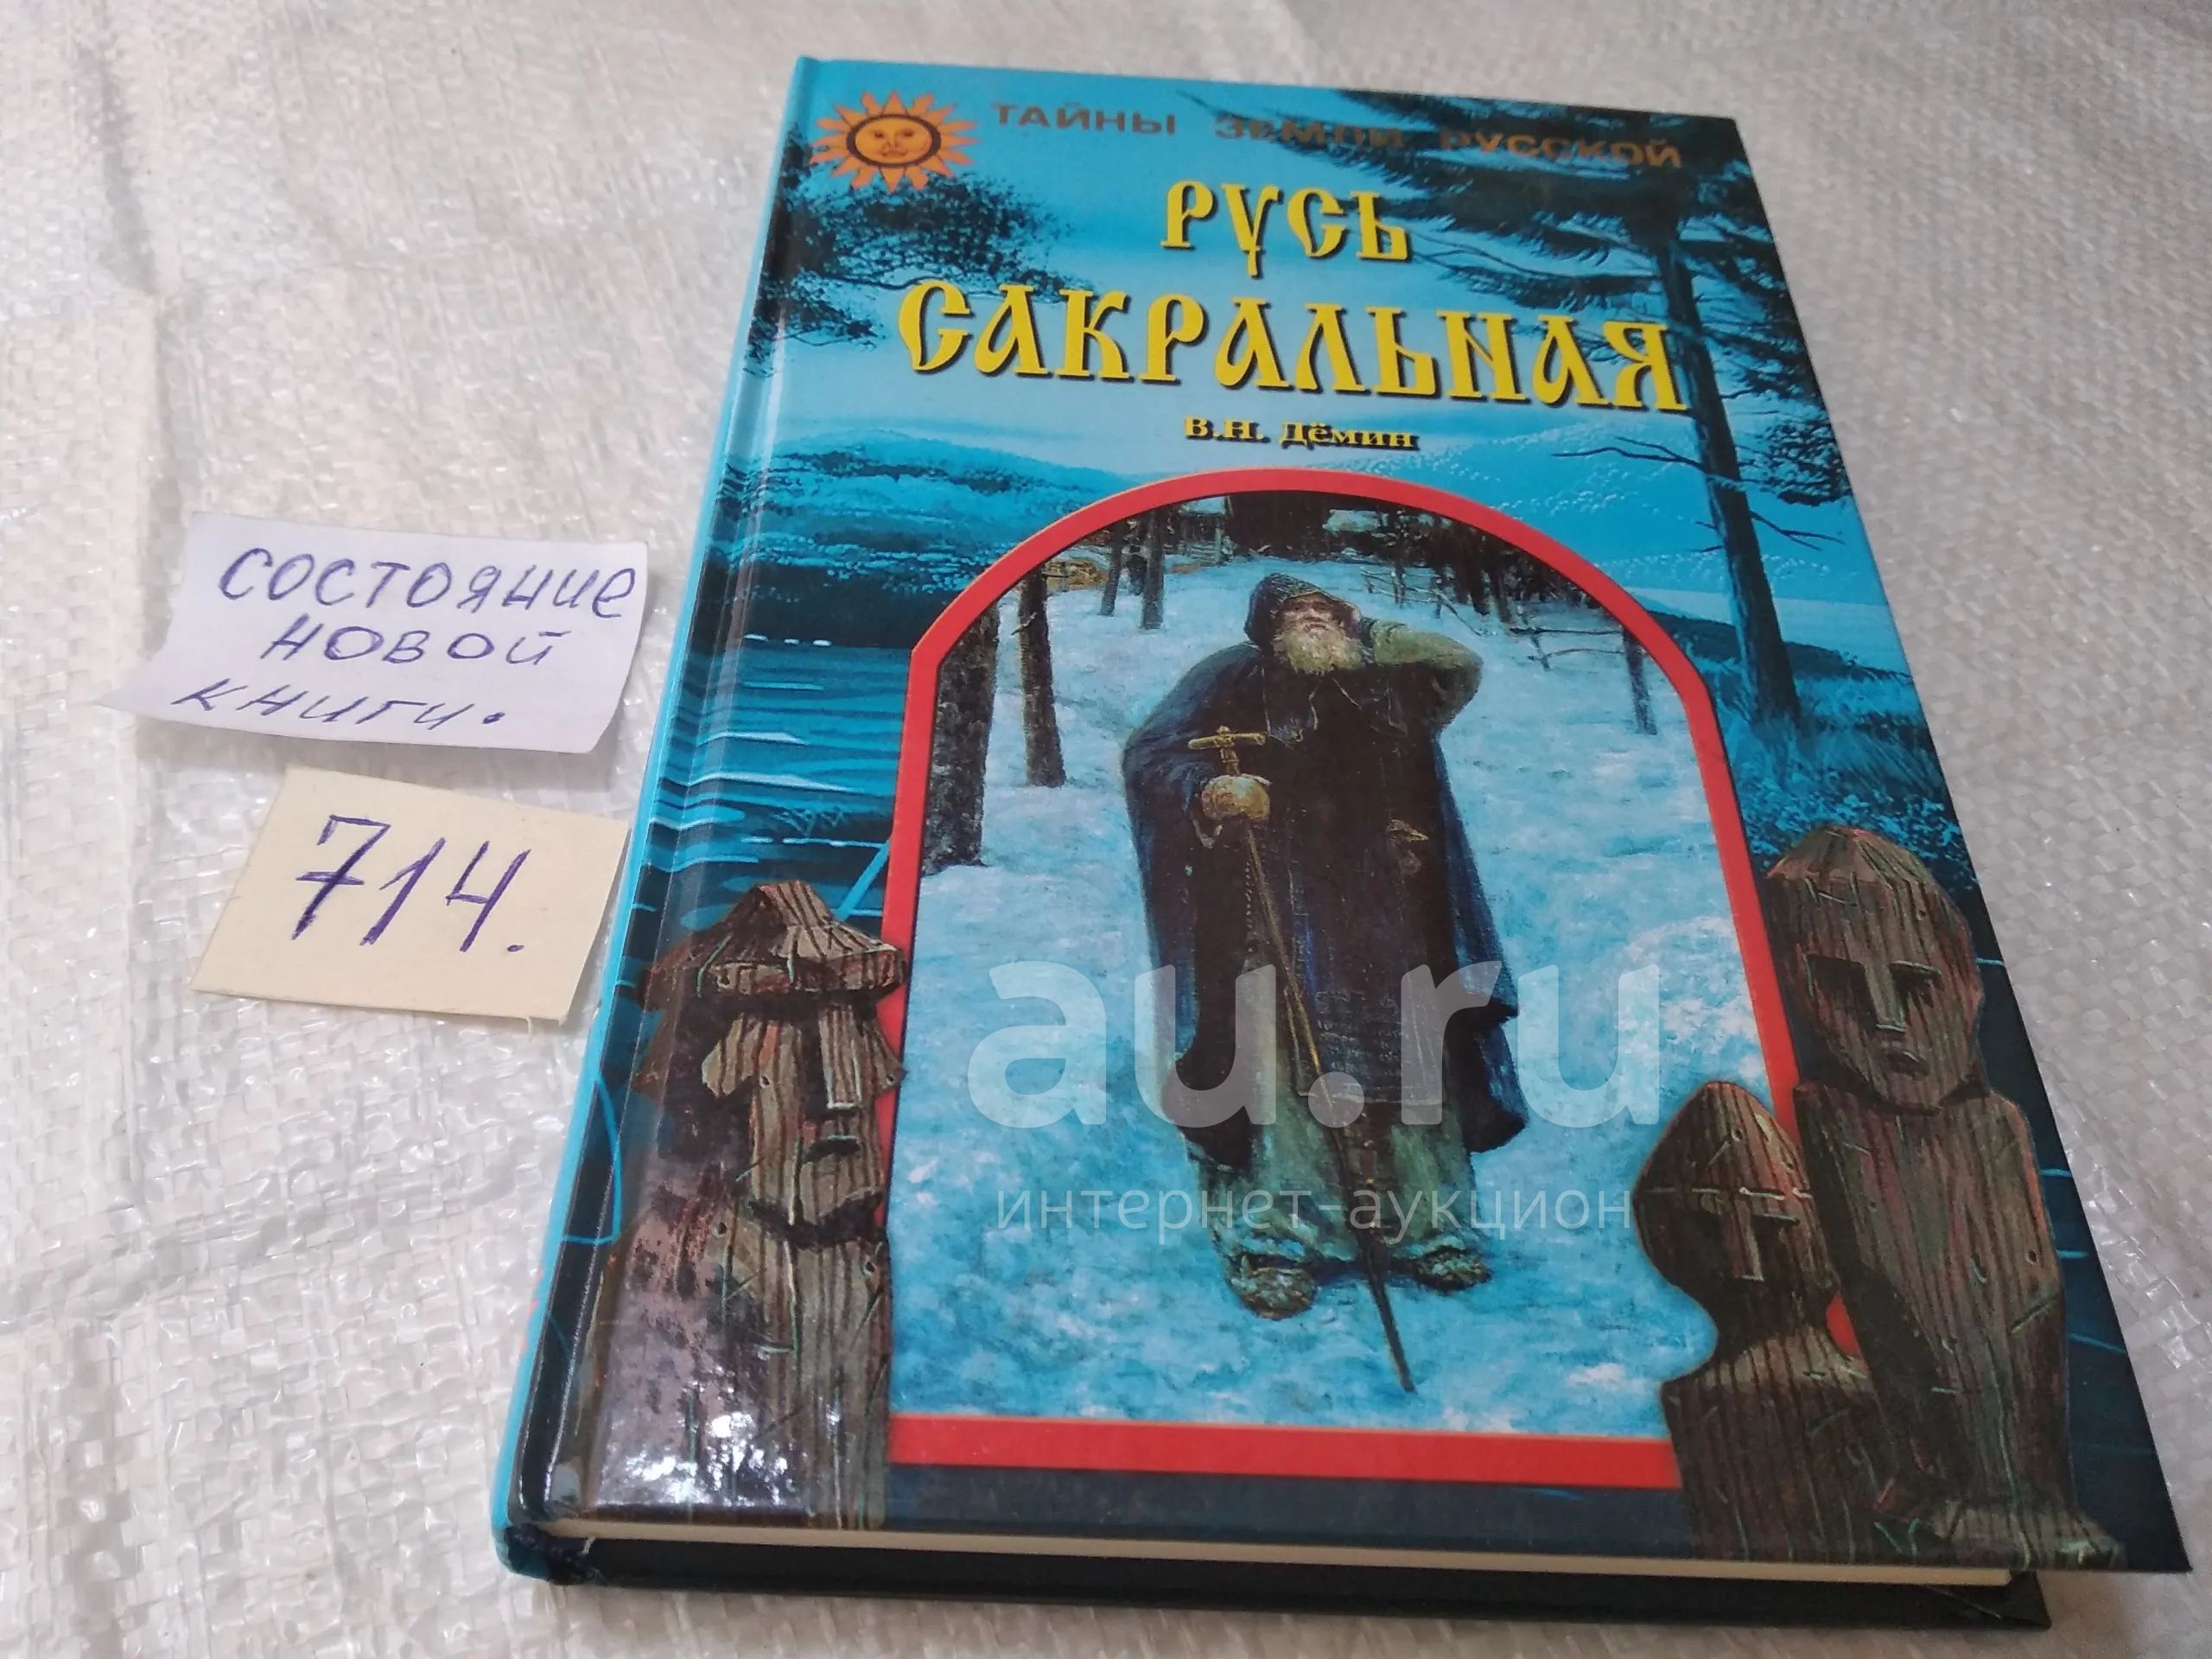 ТАЙНЫ ЗЕМЛИ РУССКОЙ
РУСЬ
САКРАЛЬНАЯ
В.Н. ДЁМИН
СОСТОЯНИЕ
НОВОЙ
КНИГИ.
714.
au.ru
интернет-аукцион